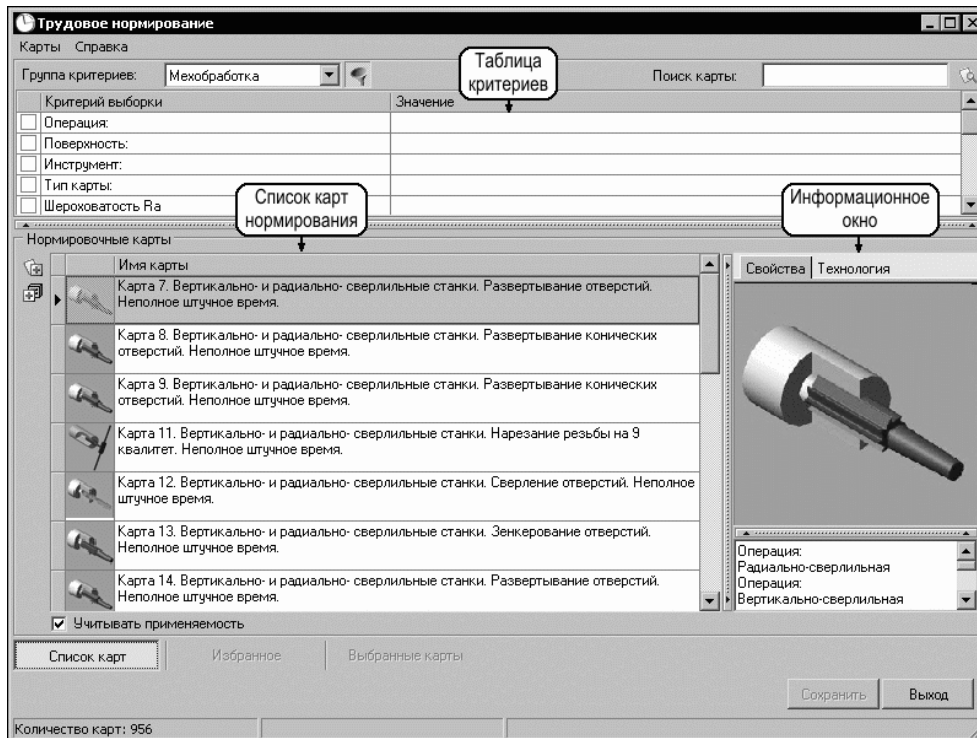 Трудовое нормирование
Карты Справка
Группа критериев: Мехобработка Поиск карты:
Таблица
критериев
Критерий выборки Значение
Операция:
Поверхность:
Инструмент:
Тип карты:
Шероховатость Ra
Список карт
нормирования
Информационное
окно
Нормировочные карты
Имя карты
Карта 7. Вертикально- и радиально- сверлильные станки. Развертывание отверстий.
Неполное штучное время.
Карта 8. Вертикально- и радиально- сверлильные станки. Развертывание конических
отверстий. Неполное штучное время.
Карта 9. Вертикально- и радиально- сверлильные станки. Развертывание конических
отверстий. Неполное штучное время.
Карта 11. Вертикально- и радиально- сверлильные станки. Нарезание резьбы на 9
квалитет. Неполное штучное время.
Карта 12. Вертикально- и радиально- сверлильные станки. Сверление отверстий. Неполное
штучное время.
Карта 13. Вертикально- и радиально- сверлильные станки. Зенкерование отверстий.
Неполное штучное время.
Карта 14. Вертикально- и радиально- сверлильные станки. Развертывание отверстий.
Неполное штучное время.
Свойства Технология
Операция:
Радиально-сверлильная
Операция:
Вертикально-сверлильная
Учитывать применяемость
Список карт Избранное Выбранные карты
Сохранить Выход
Количество карт: 956